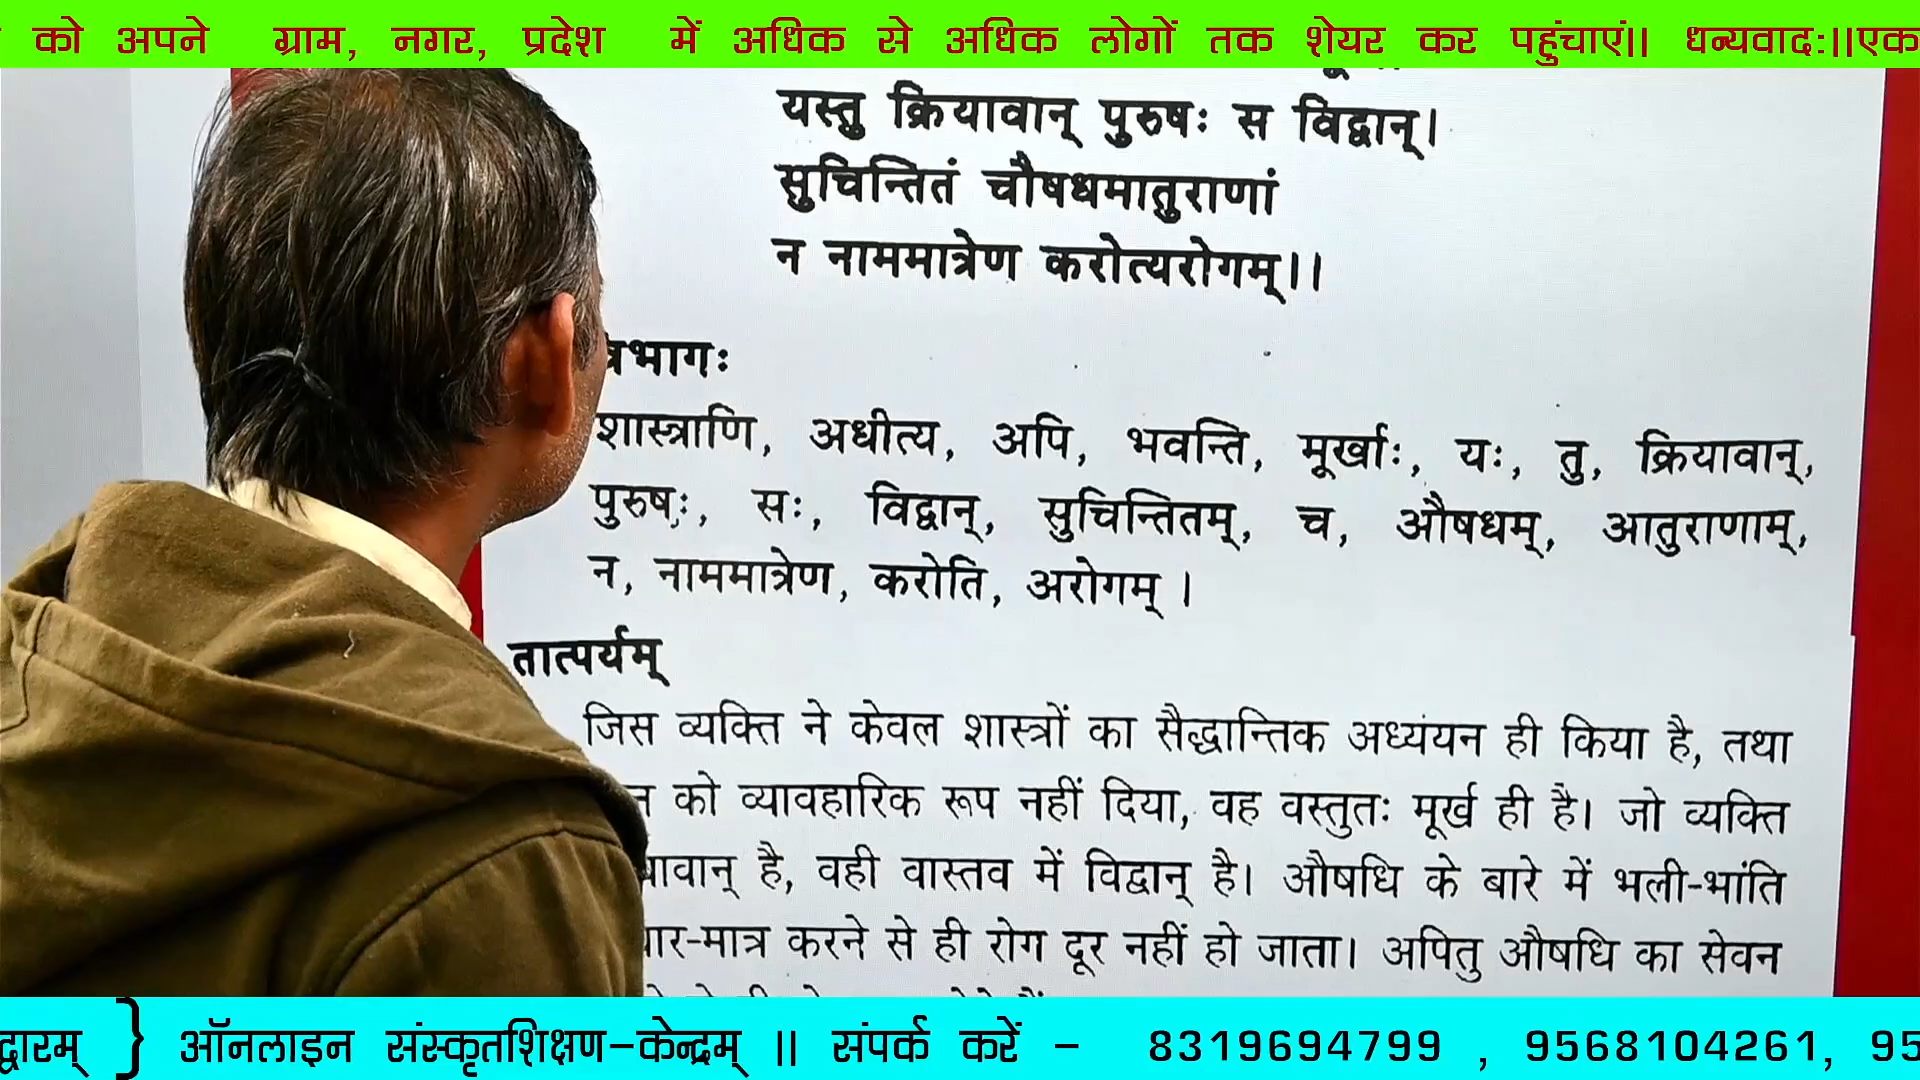 को अपने ग्राम, नगर, प्रदेश में अधिक से अधिक लोगों तक शेयर कर पहुंचाएं|| धन्यवादः||एक
यस्तु क्रियावान् पुरुषः स विद्वान्।
सुचिन्तितं चौषधमातुराणां
न नाममात्रेण करोत्यरोगम्।।
भागः
शास्त्राणि, अधीत्य, अपि, भवन्ति, मूर्खाः, यः, तु, क्रियावान्,
पुरुषः, सः, विद्वान्, सुचिन्तितम्, च, औषधम्, आतुराणाम्,
न, नाममात्रेण, करोति, अरोगम् ।
तात्पर्यम्
जिस व्यक्ति ने केवल शास्त्रों का सैद्धान्तिक अध्ययन ही किया है, तथा
न को व्यावहारिक रूप नहीं दिया, वह वस्तुतः मूर्ख ही है। जो व्यक्ति
यावान् है, वही वास्तव में विद्वान् है। औषधि के बारे में भली-भांति
चार-मात्र करने से ही रोग दूर नहीं हो जाता। अपितु औषधि का सेवन
द्वारम् } ऑनलाइन संस्कृतशिक्षण-केन्द्रम् || संपर्क करें - 8319694799 , 9568104261, 95